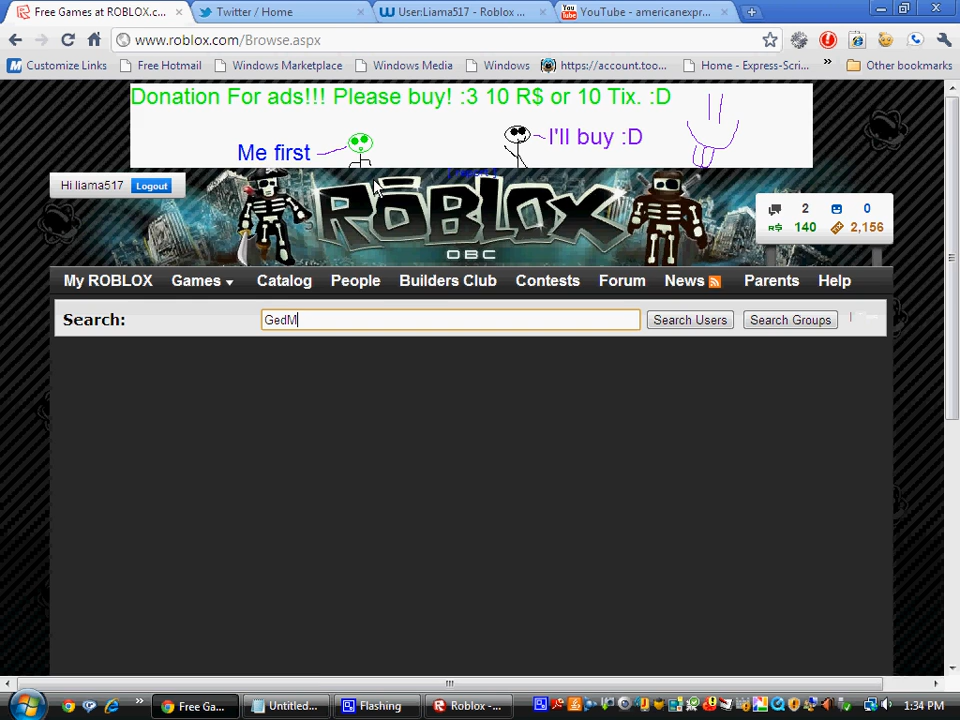 Free Games at ROBLOX.c...
Twitter / Home
User:Liama517 - Roblox ...
YouTube - americanexpr...
www.roblox.com/Browse.aspx
Customize Links
Free Hotmail
Windows Marketplace
Windows Media
Windows
https://account.too...
Home - Express-Scri...
»
Other bookmarks
Donation For ads!!! Please buy! :3 10 R$ or 10 Tix. :D
I'll buy :D
Me first
Hi liama517
Logout
ROBLOX
OBC
2
0
R$
140
2,156
My ROBLOX
Games
Catalog
People
Builders Club
Contests
Forum
News
Parents
Help
Search:
GedM
Search Users
Search Groups
»
Free Ga...
Untitled...
Flashing
Roblox -...
1:34 PM